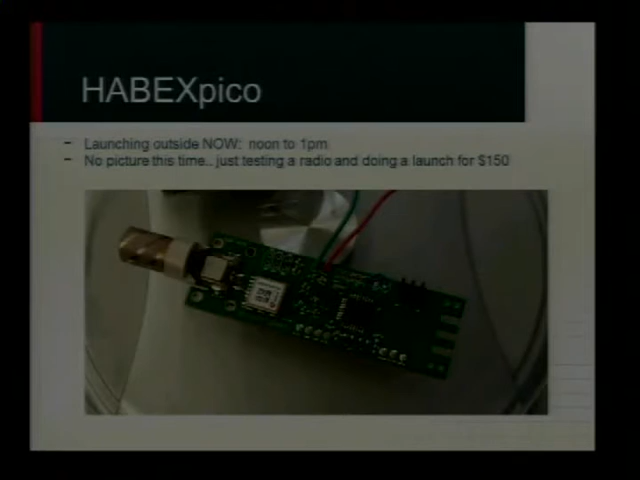 HABEXpico
- Launching outside NOW: noon to 1pm
- No picture this time.. just testing a radio and doing a launch for $150